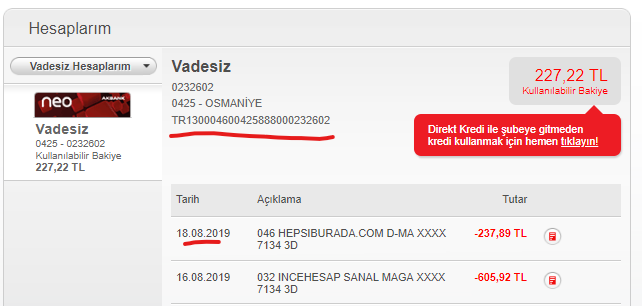 Hesaplarım
Vadesiz Hesaplarım
neo AKBANK
Vadesiz
0425 - 0232602
Kullanılabilir Bakiye
227,22 TL
Vadesiz
0232602
0425 - OSMANİYE
TR130004600425888000232602
227,22 TL
Kullanılabilir Bakiye
Direkt Kredi ile şubeye gitmeden
kredi kullanmak için hemen tıklayın!
Tarih Açıklama Tutar
18.08.2019 046 HEPSIBURADA.COM D-MA XXXX -237,89 TL
7134 3D
16.08.2019 032 INCEHESAP SANAL MAGA XXXX -605,92 TL
7134 3D